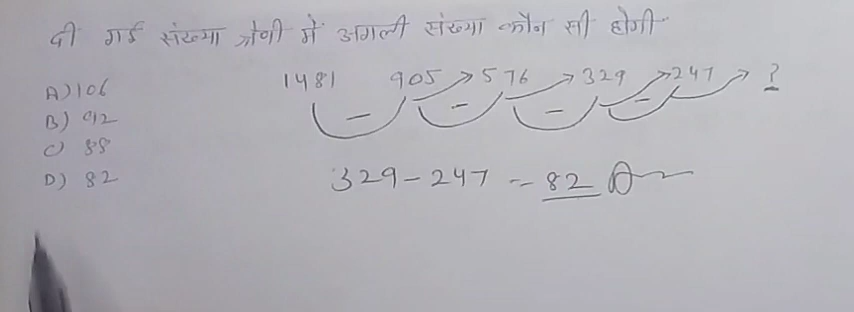 दी गई संख्या श्रेणी में अगली संख्या कौन सी होगी
1481 905 576 329 247 ?
A) 106
B) 92
C) 88
D) 82
329 - 247 = 82